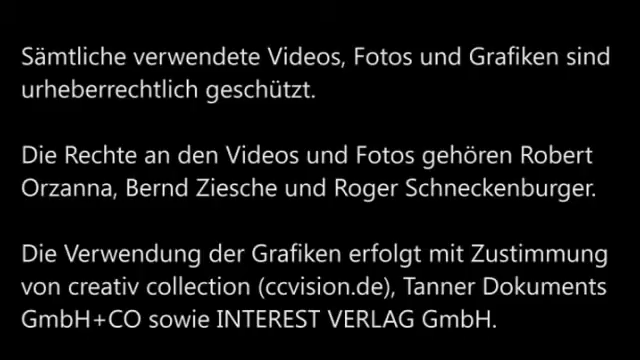 Sämtliche verwendete Videos, Fotos und Grafiken sind
urheberrechtlich geschützt.
Die Rechte an den Videos und Fotos gehören Robert
Orzanna, Bernd Ziesche und Roger Schneckenburger.
Die Verwendung der Grafiken erfolgt mit Zustimmung
von creativ collection (ccvision.de), Tanner Dokuments
GmbH+CO sowie INTEREST VERLAG GmbH.